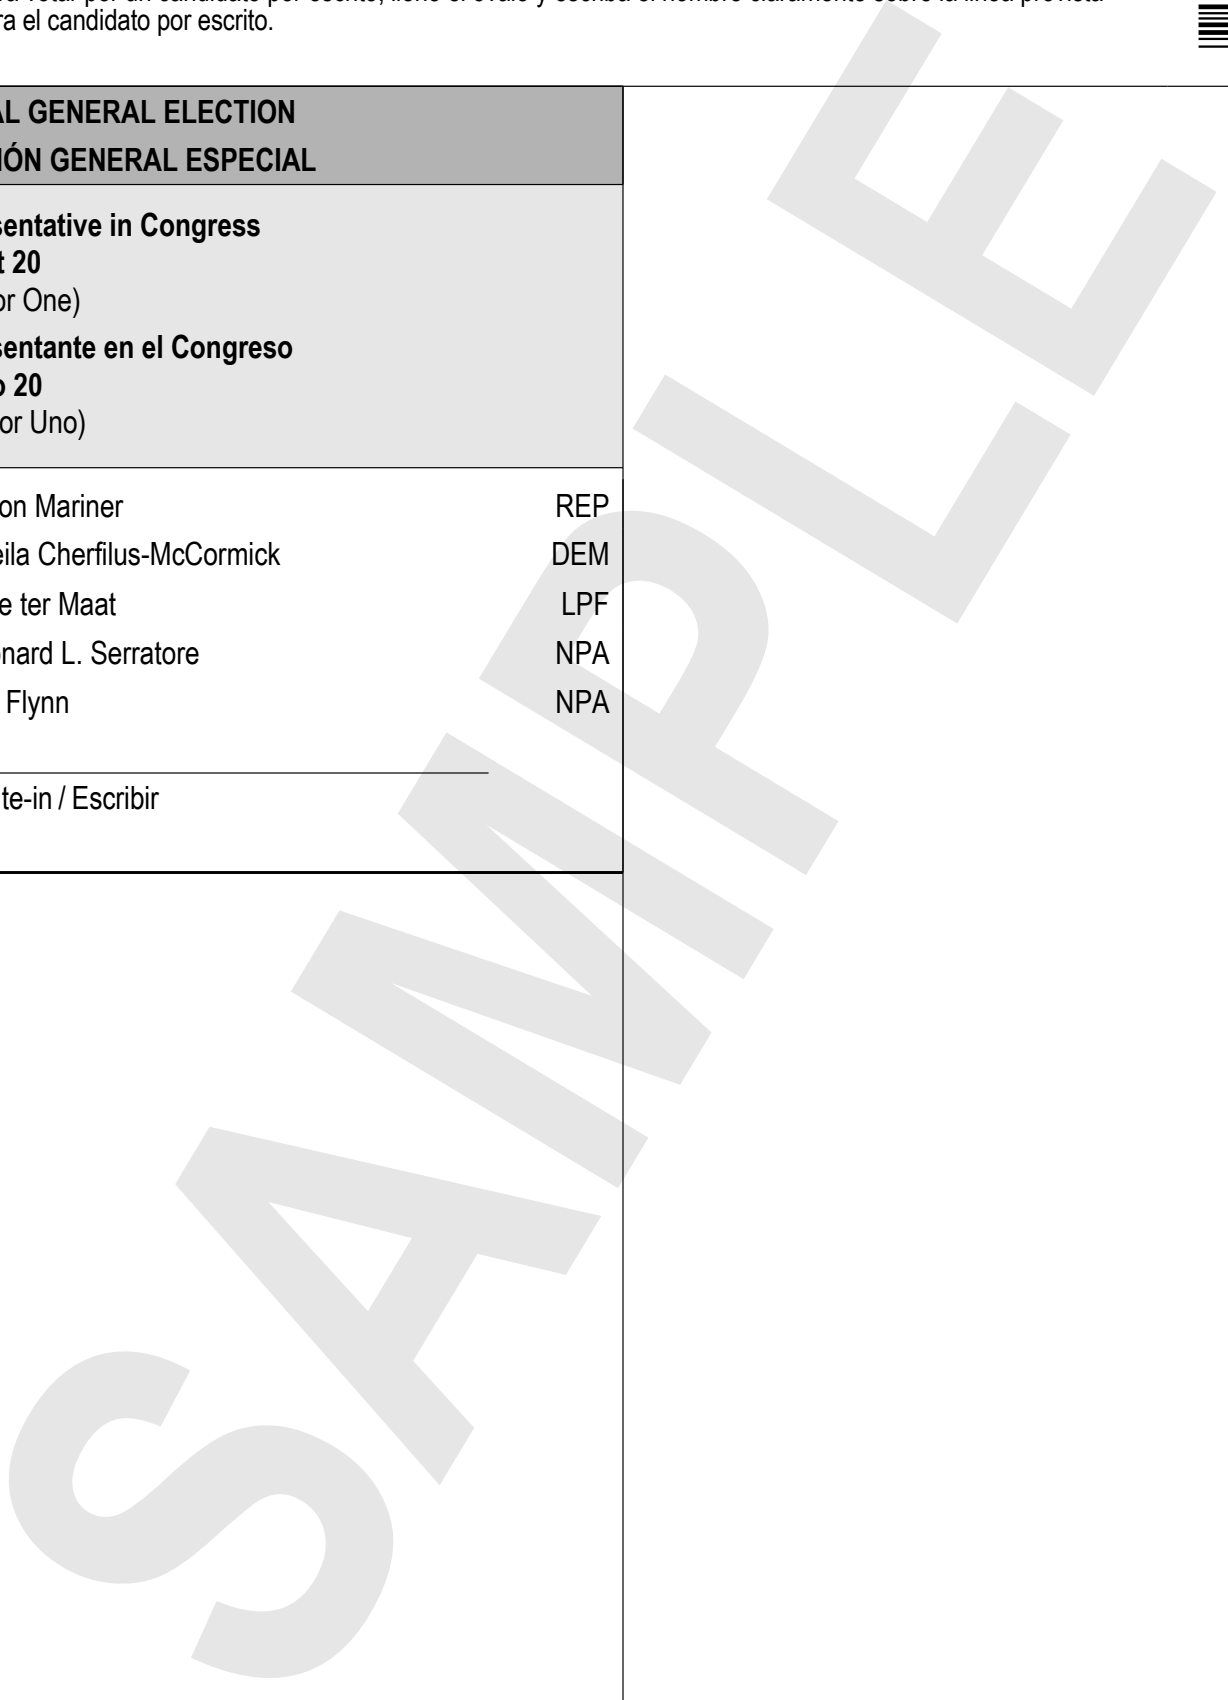 ra el candidato por escrito.
AL GENERAL ELECTION
IÓN GENERAL ESPECIAL
sentative in Congress
t 20
or One)
sentante en el Congreso
o 20
or Uno)
on Mariner REP
eila Cherfilus-McCormick DEM
e ter Maat LPF
onard L. Serratore NPA
Flynn NPA
te-in / Escribir
SAMPLE